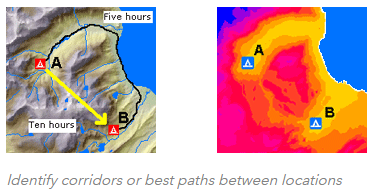 Five hours
A
B
Ten hours
A
B
Identify corridors or best paths between locations